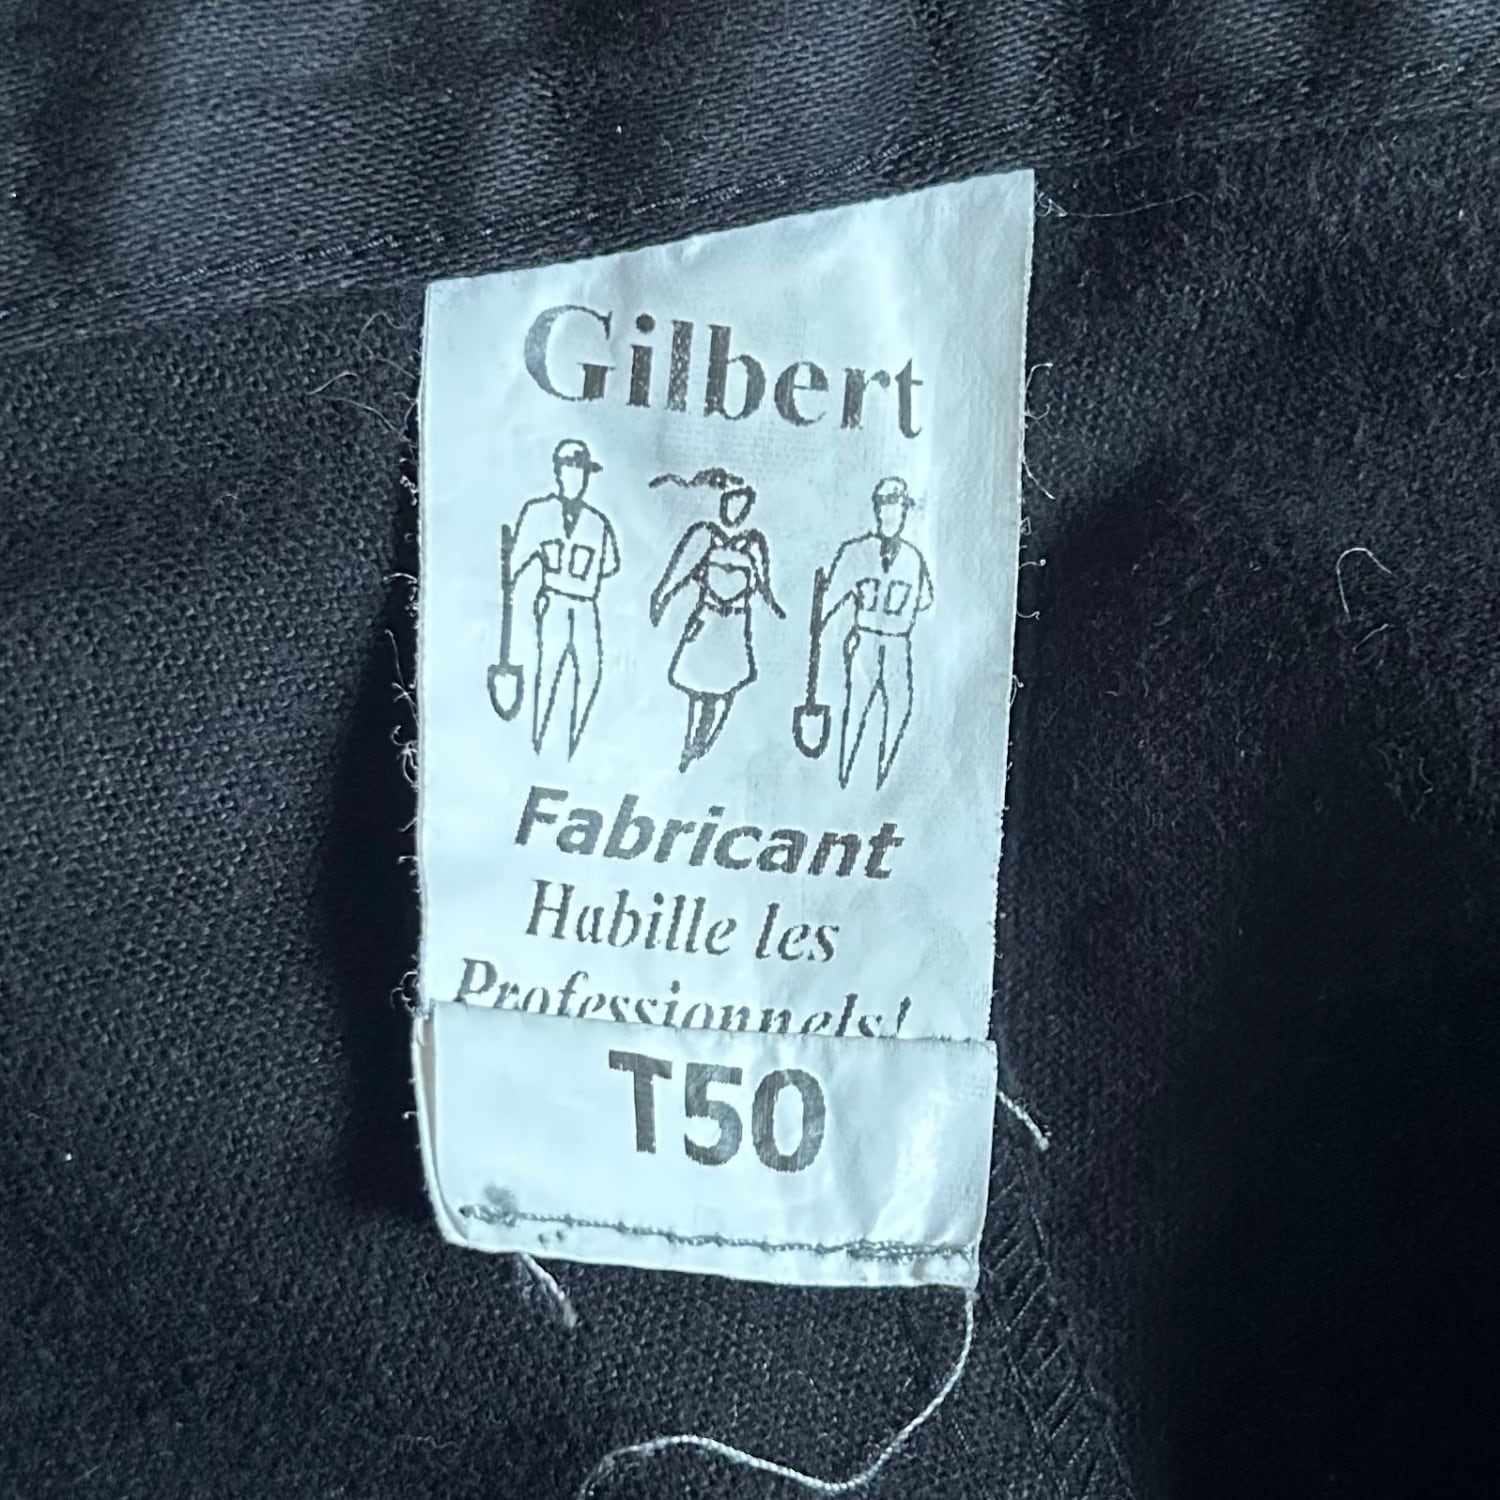 Gilbert
Fabricant
Habille les
Professionnels!
T50